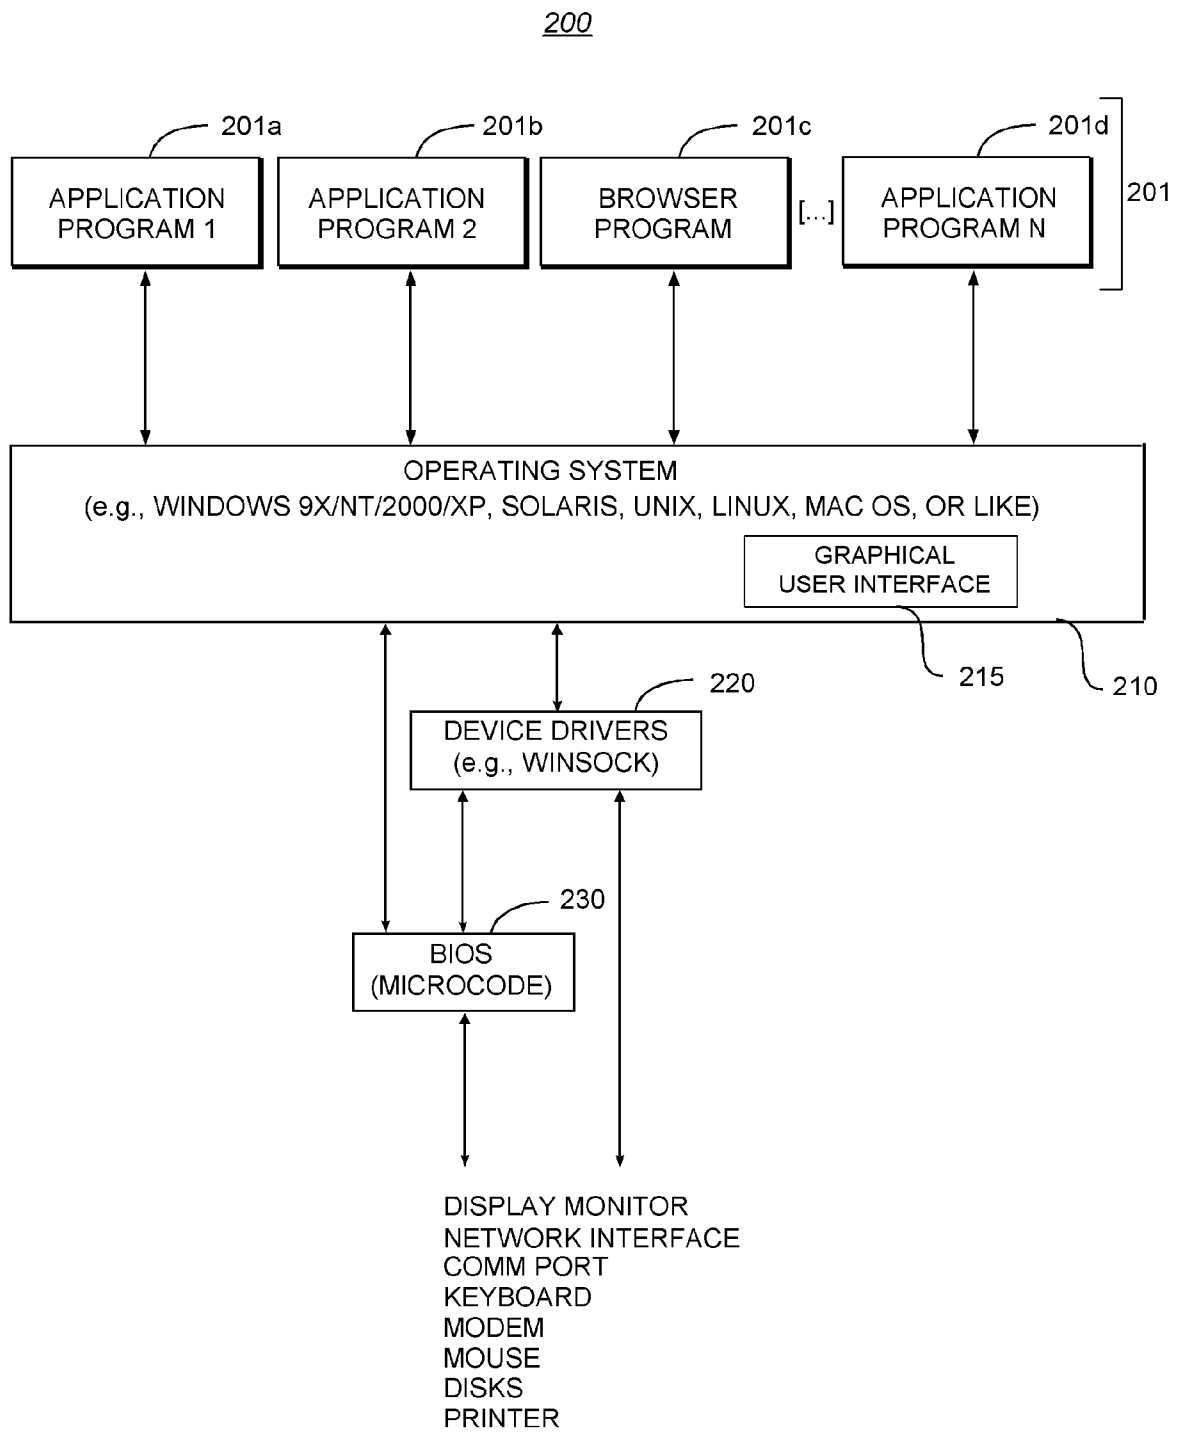 200
201a
201b
201c
201d
201
APPLICATION
PROGRAM 1
APPLICATION
PROGRAM 2
BROWSER
PROGRAM
[...]
APPLICATION
PROGRAM N
OPERATING SYSTEM
(e.g., WINDOWS 9X/NT/2000/XP, SOLARIS, UNIX, LINUX, MAC OS, OR LIKE)
GRAPHICAL
USER INTERFACE
215
210
220
DEVICE DRIVERS
(e.g., WINSOCK)
230
BIOS
(MICROCODE)
DISPLAY MONITOR
NETWORK INTERFACE
COMM PORT
KEYBOARD
MODEM
MOUSE
DISKS
PRINTER